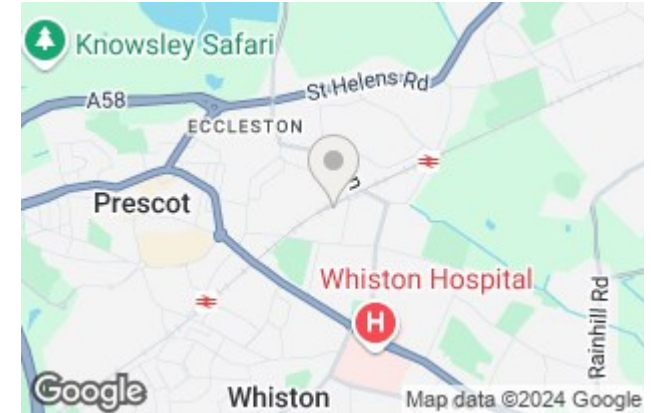 Knowsley Safari
A58
St Helens Rd
ECCLESTON
Prescot
Whiston Hospital
H
Rainhill Rd
Google
Whiston
Map data ©2024 Google